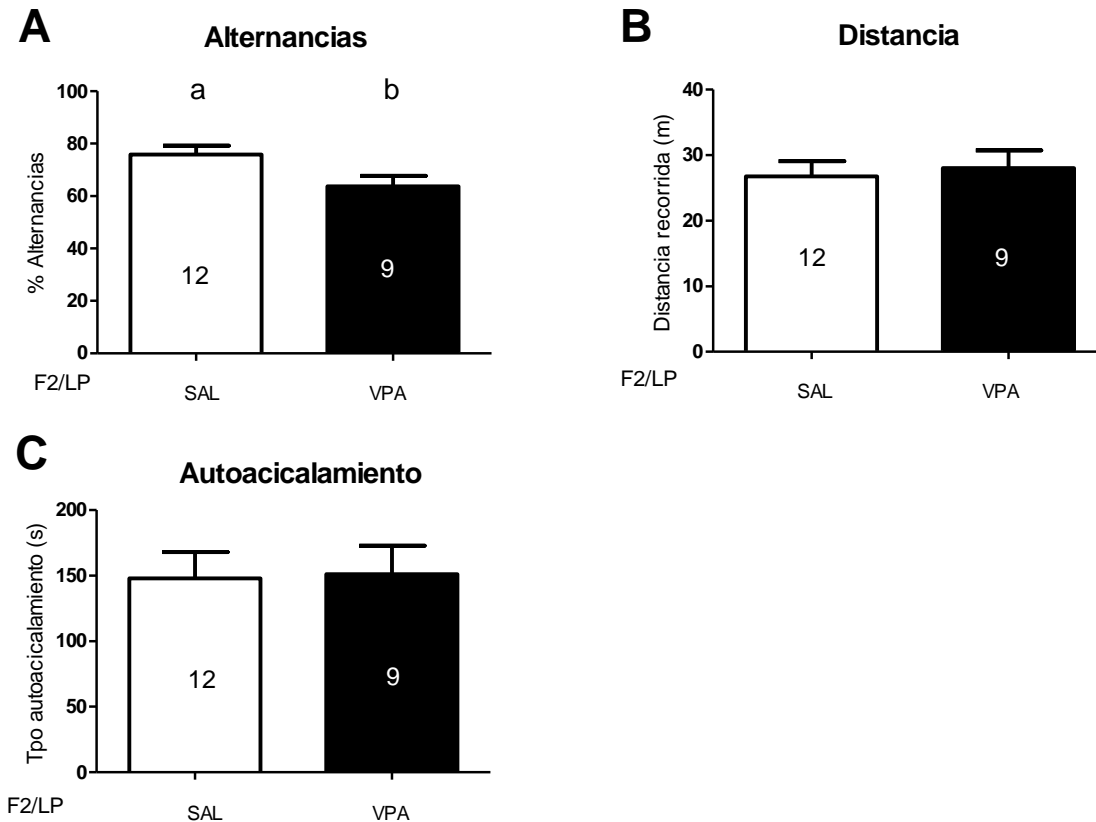 A
Alternancias
100
80
60
40
20
0
% Alternancias
a
b
12
9
F2/LP
SAL
VPA
B
Distancia
40
30
20
10
0
Distancia recorrida (m)
12
9
F2/LP
SAL
VPA
C
Autoacicalamiento
200
150
100
50
0
Tpo autoacicalamiento (s)
12
9
F2/LP
SAL
VPA